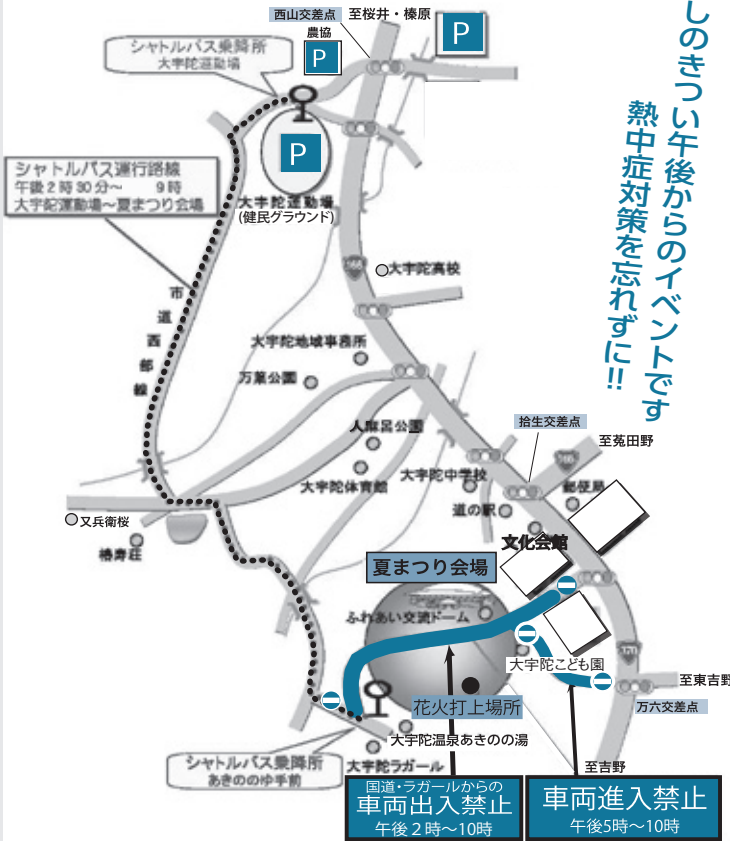 西山交差点
至桜井・榛原
農協
P
P
シャトルバス乗降所
大宇陀運動場
P
シャトルバス運行路線
午後2時30分～　9時
大宇陀運動場～夏まつり会場
大宇陀運動場
(健民グラウンド)
しのきつい午後からのイベントです
熱中症対策を忘れずに!!
大宇陀高校
市道西部線
大宇陀地域事務所
万葉公園
人麻呂公園
大宇陀体育館
大宇陀中学校
拾生交差点
至菟田野
166
郵便局
道の駅
文化会館
又兵衛桜
椿寿荘
夏まつり会場
ふれあい交流ドーム
大宇陀こども園
370
至東吉野
万六交差点
花火打上場所
大宇陀温泉あきのの湯
シャトルバス乗降所
あきののゆ手前
大宇陀ラガール
至吉野
国道・ラガールからの
車両出入禁止
午後2時～10時
車両進入禁止
午後5時～10時